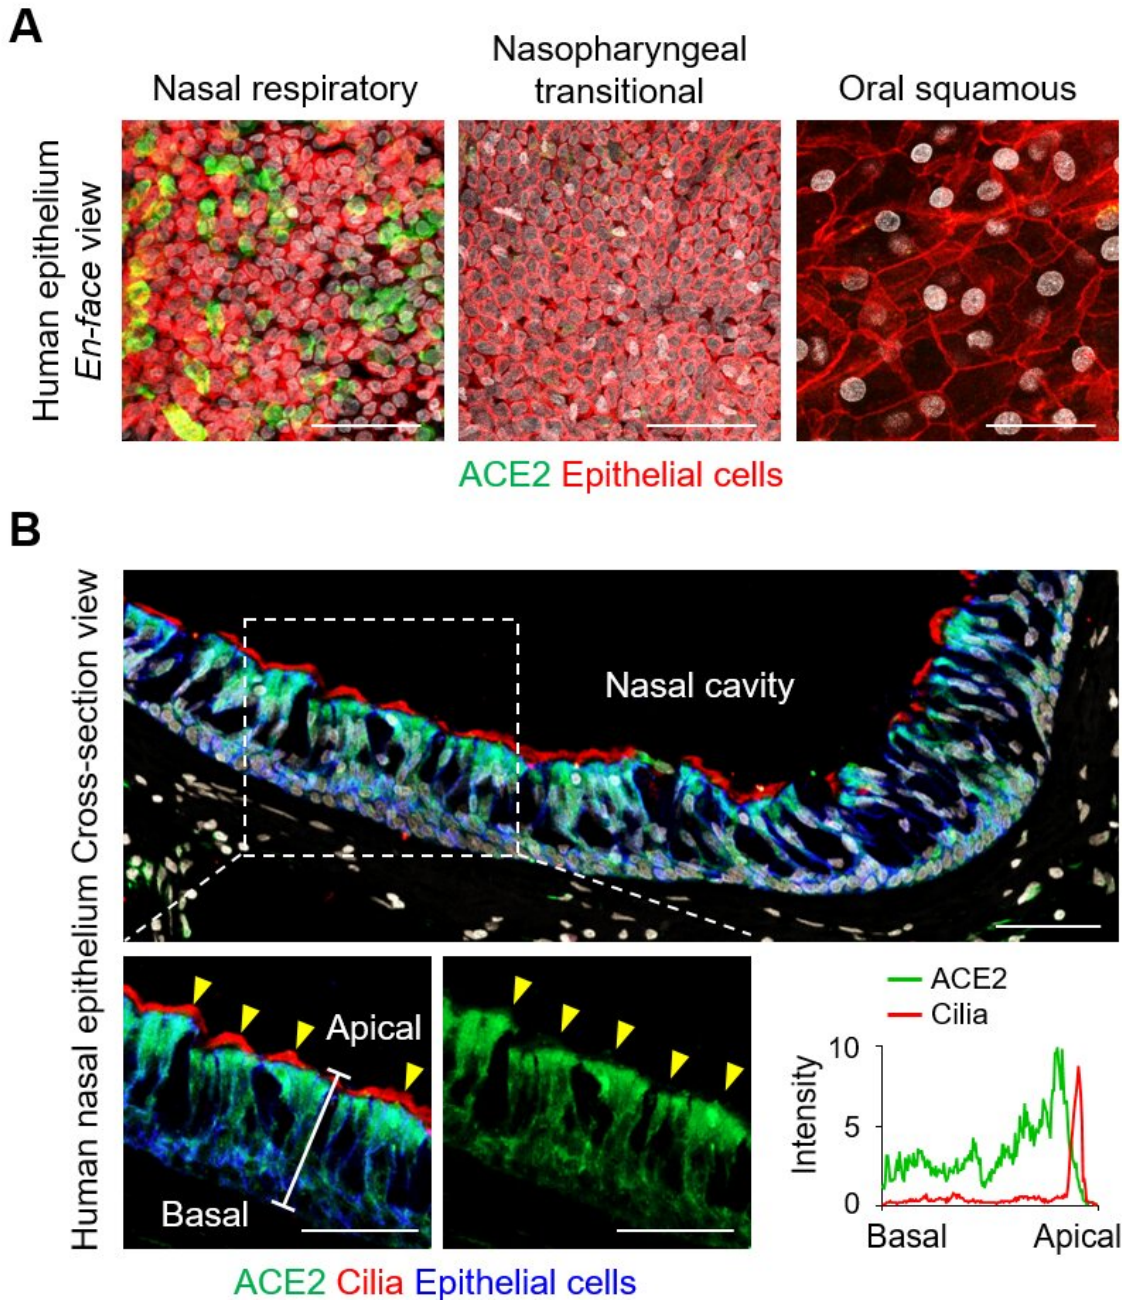 A
Nasal respiratory
Nasopharyngeal
transitional
Oral squamous
Human epithelium
En-face view
ACE2 Epithelial cells
B
Human nasal epithelium Cross-section view
Nasal cavity
Apical
Basal
ACE2
Cilia
Intensity
10
5
0
Basal
Apical
ACE2 Cilia Epithelial cells